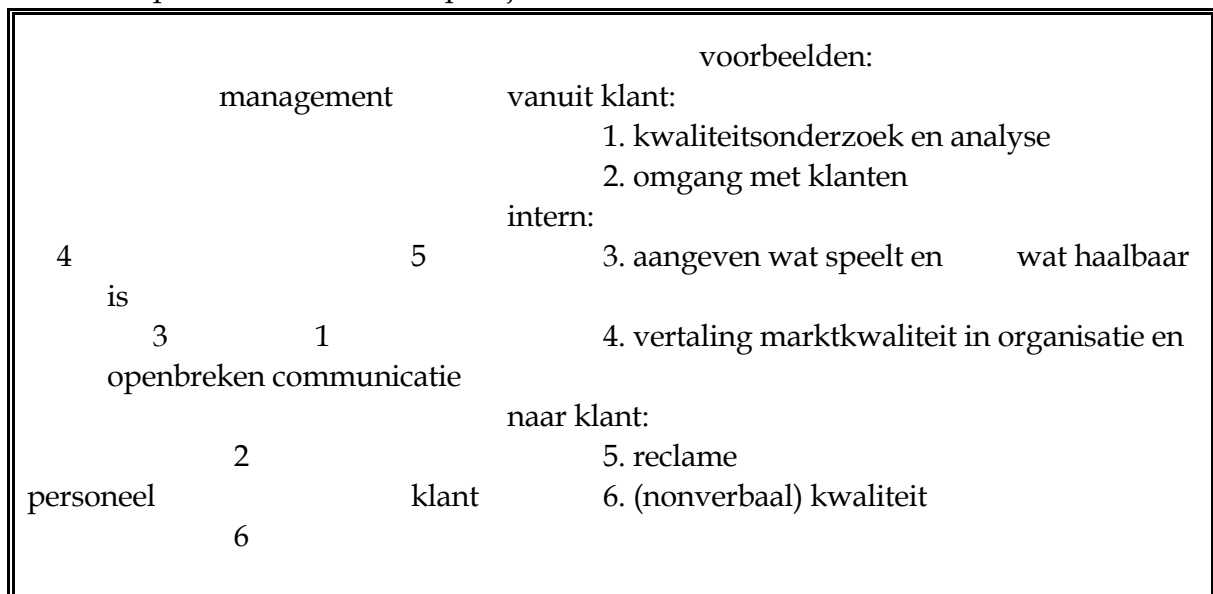 voorbeelden:
management vanuit klant:
1. kwaliteitsonderzoek en analyse
2. omgang met klanten
intern:
4 5 3. aangeven wat speelt en wat haalbaar
is
3 1 4. vertaling marktkwaliteit in organisatie en
openbreken communicatie
naar klant:
2 5. reclame
personeel klant 6. (nonverbaal) kwaliteit
6